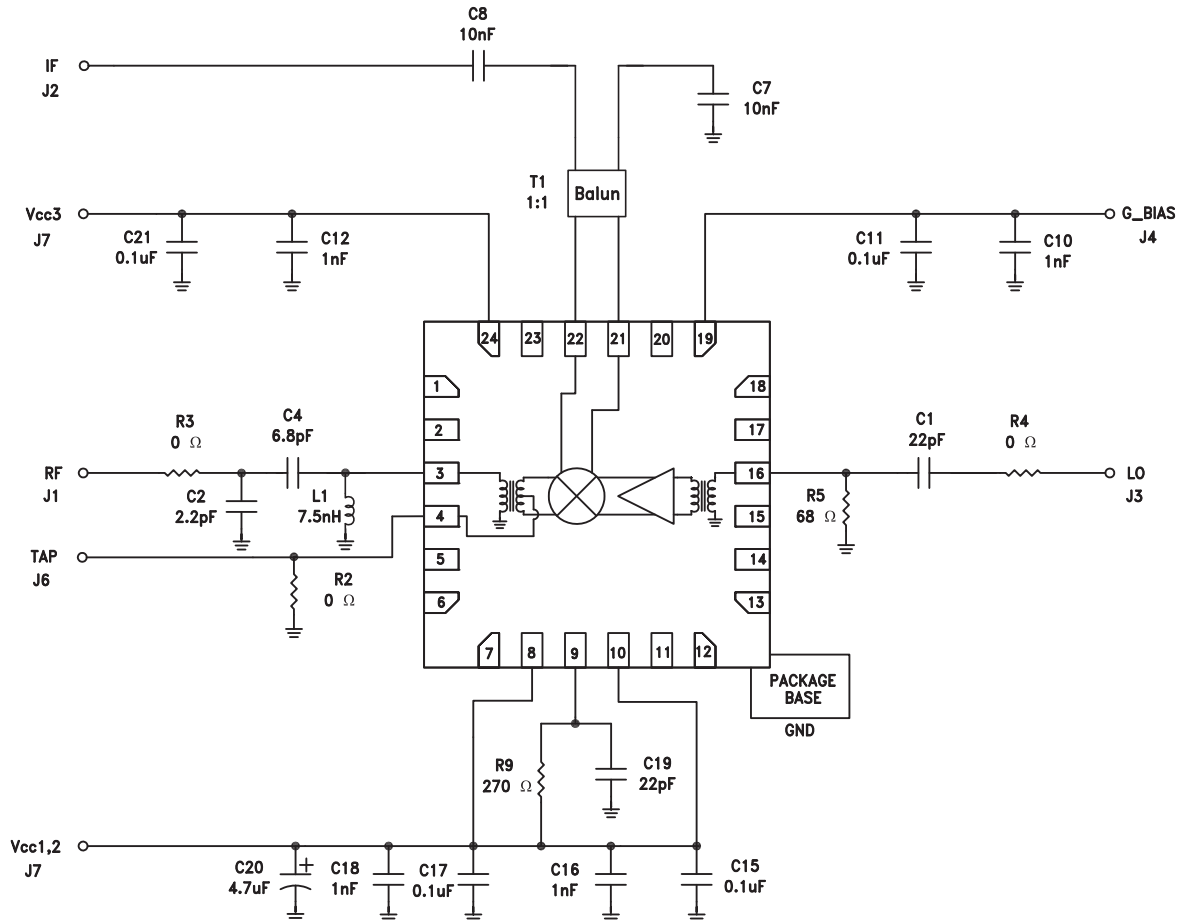 C8
10nF
IF
J2
C7
10nF
T1
1:1
Balun
Vcc3
J7
C21
0.1uF
C12
1nF
C11
0.1uF
C10
1nF
G_BIAS
J4
24
23
22
21
20
19
1
2
3
4
5
6
18
17
16
15
14
13
7
8
9
10
11
12
R3
0 Ω
C4
6.8pF
RF
J1
C2
2.2pF
L1
7.5nH
TAP
J6
R2
0 Ω
C1
22pF
R4
0 Ω
LO
J3
R5
68 Ω
PACKAGE
BASE
GND
R9
270 Ω
C19
22pF
Vcc1,2
J7
C20
4.7uF
+
C18
1nF
C17
0.1uF
C16
1nF
C15
0.1uF